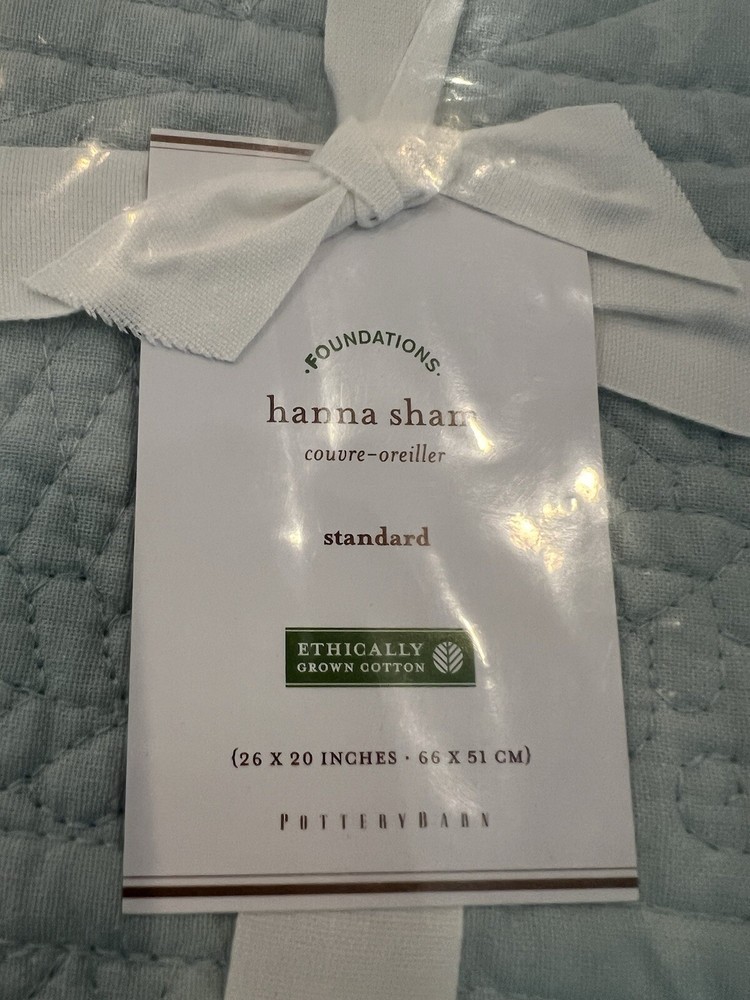 ·FOUNDATIONS·
hanna sham
couvre-oreiller
standard
ETHICALLY
GROWN COTTON
(26 X 20 INCHES · 66 X 51 CM)
POTTERYBARN